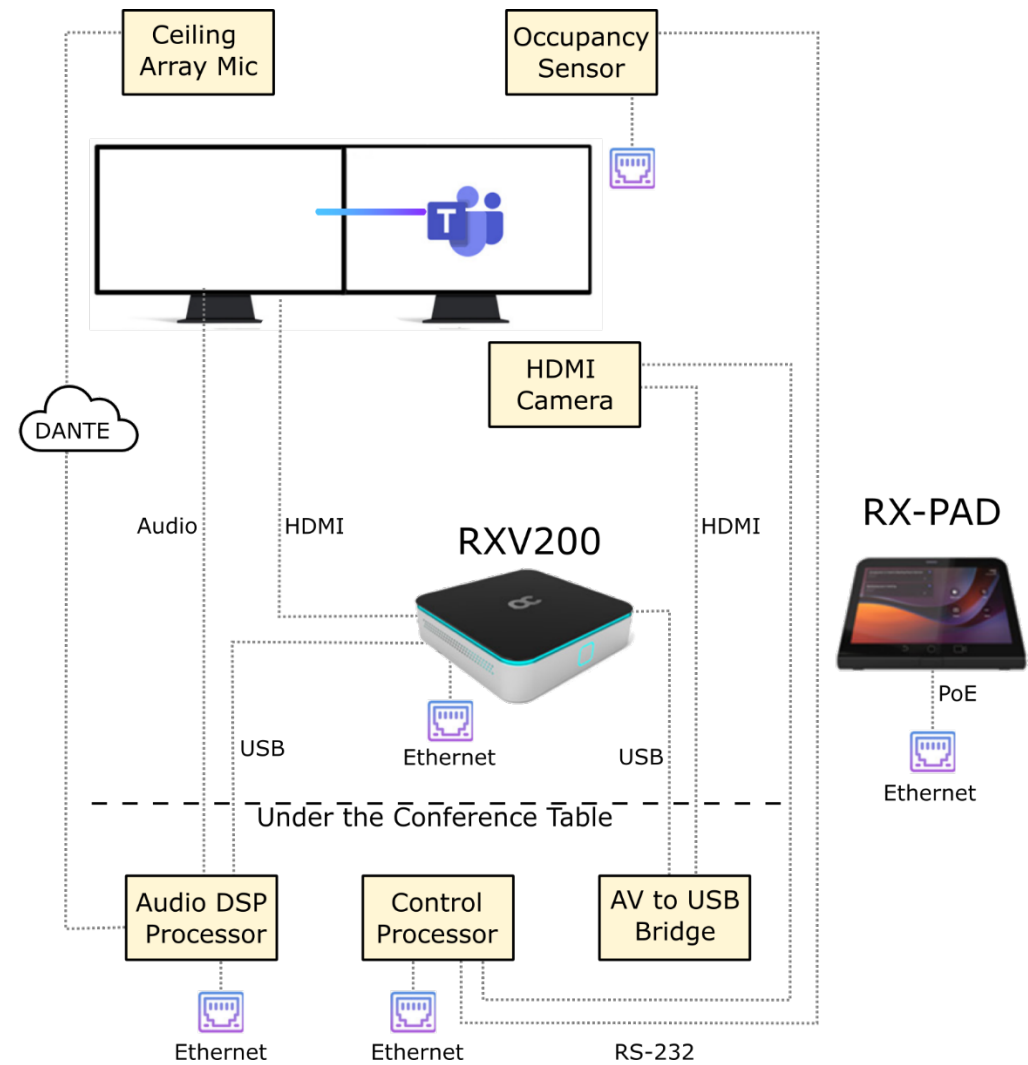 Ceiling
Array Mic
Occupancy
Sensor
T
HDMI
Camera
DANTE
Audio
HDMI
RXV200
HDMI
RX-PAD
PoE
USB
Ethernet
USB
Ethernet
Under the Conference Table
Audio DSP
Processor
Control
Processor
AV to USB
Bridge
Ethernet
Ethernet
RS-232